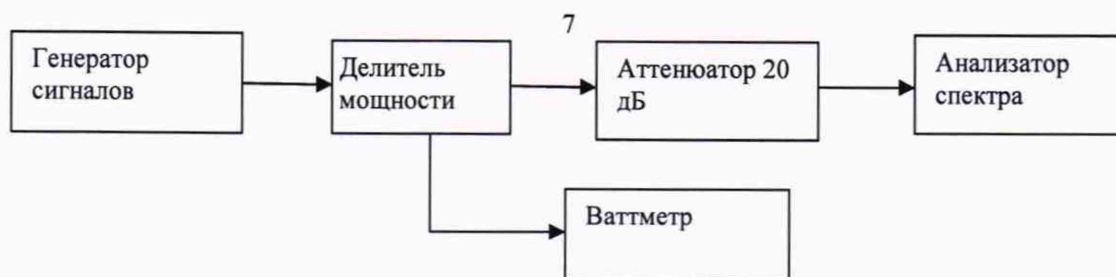 7
Генератор
сигналов
Делитель
мощности
Аттенюатор 20
дБ
Анализатор
спектра
Ваттметр